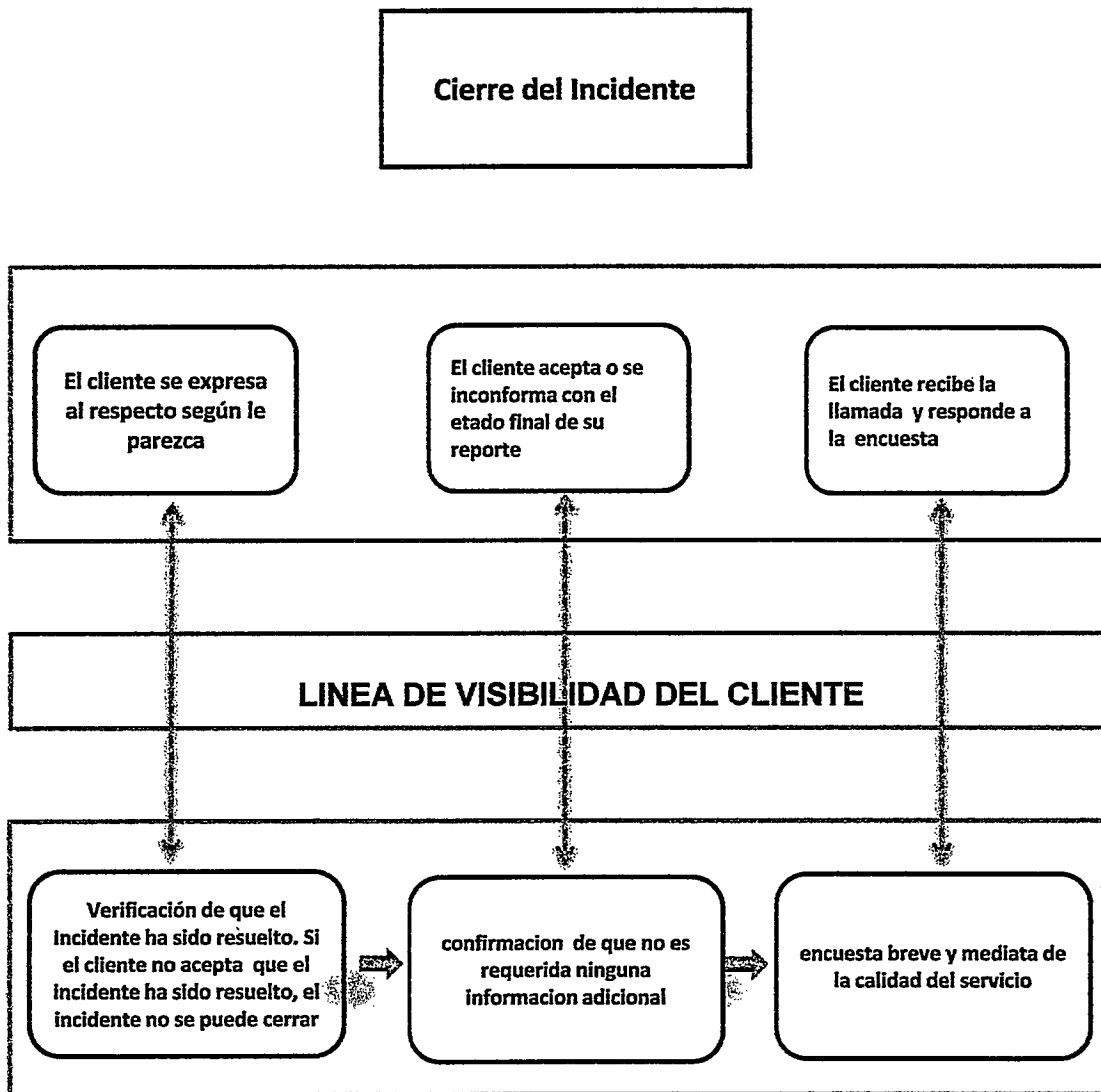 Cierre del Incidente
El cliente se expresa
al respecto según le
parezca
El cliente acepta o se
inconforma con el
etado final de su
reporte
El cliente recibe la
llamada y responde a
la encuesta
LINEA DE VISIBILIDAD DEL CLIENTE
Verificación de que el
Incidente ha sido resuelto. Si
el cliente no acepta que el
incidente ha sido resuelto, el
incidente no se puede cerrar
confirmacion de que no es
requerida ninguna
informacion adicional
encuesta breve y mediata de
la calidad del servicio